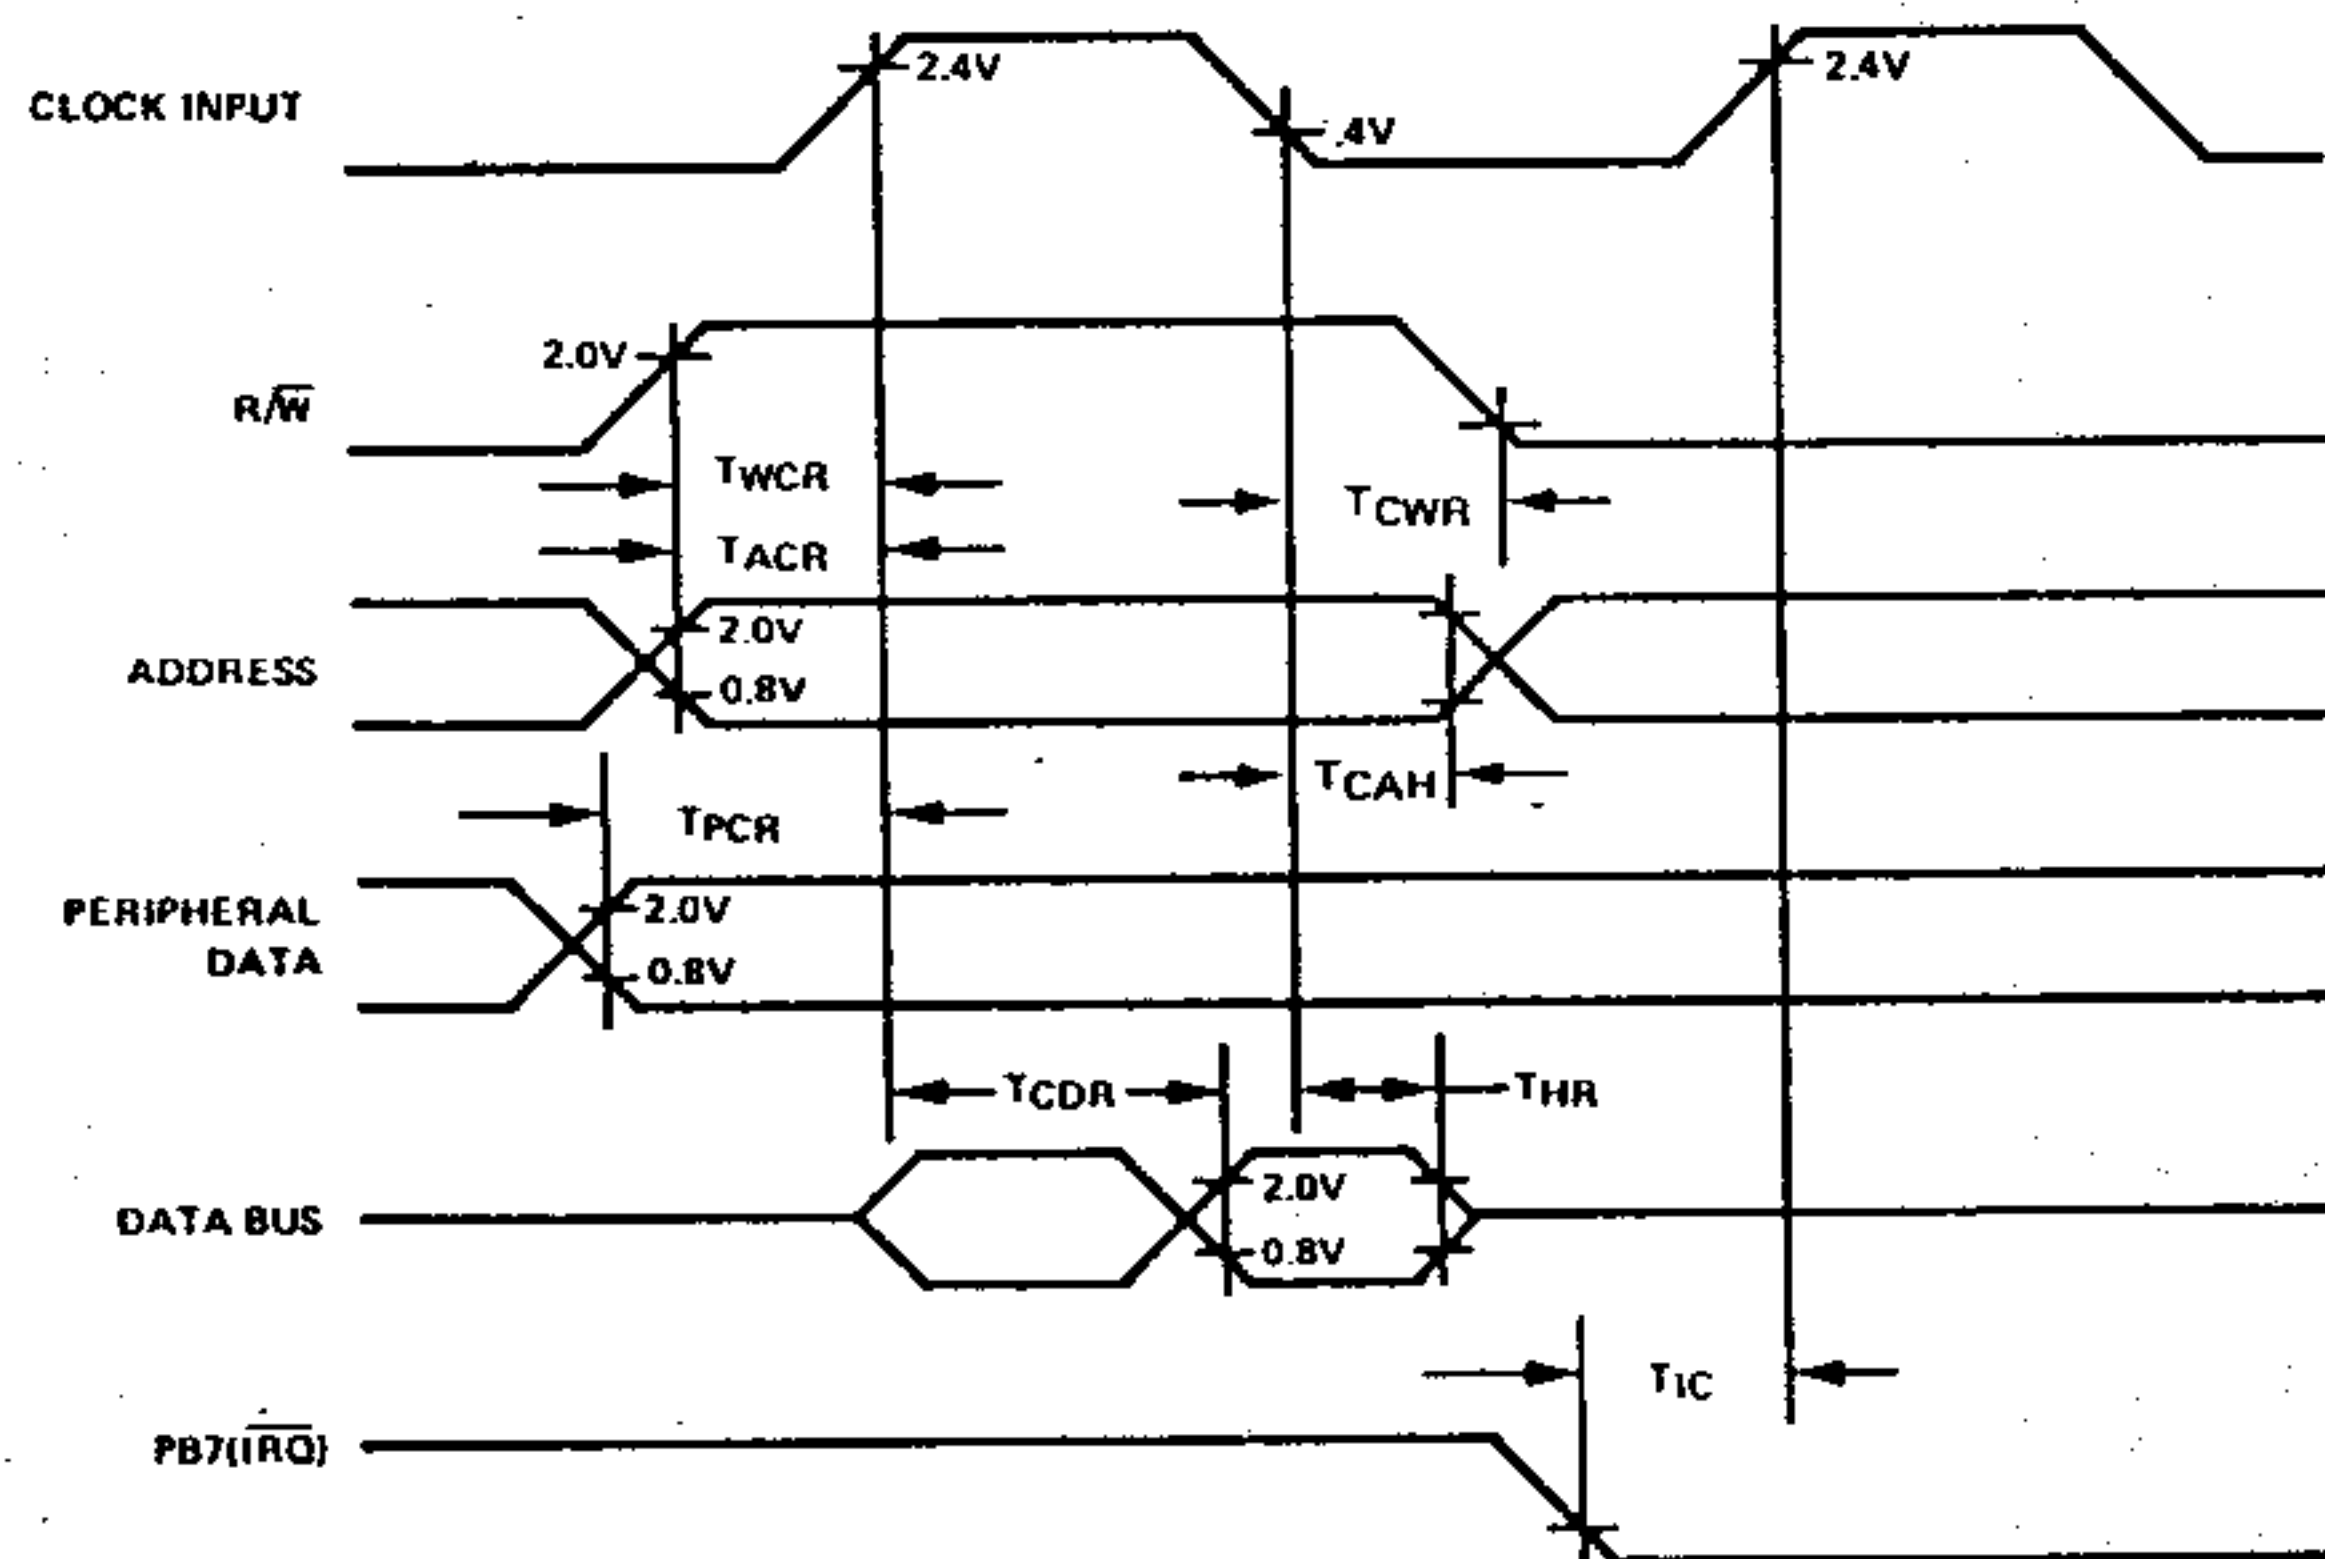 CLOCK INPUT
2.4V
.4V
2.4V
2.0V
R/W̅
TWCR
TCWR
TACR
2.0V
ADDRESS
0.8V
TCAH
TPCR
PERIPHERAL
DATA
2.0V
0.8V
TCDR
THR
DATA BUS
2.0V
0.8V
TIC
PB7(I̅R̅Q̅)